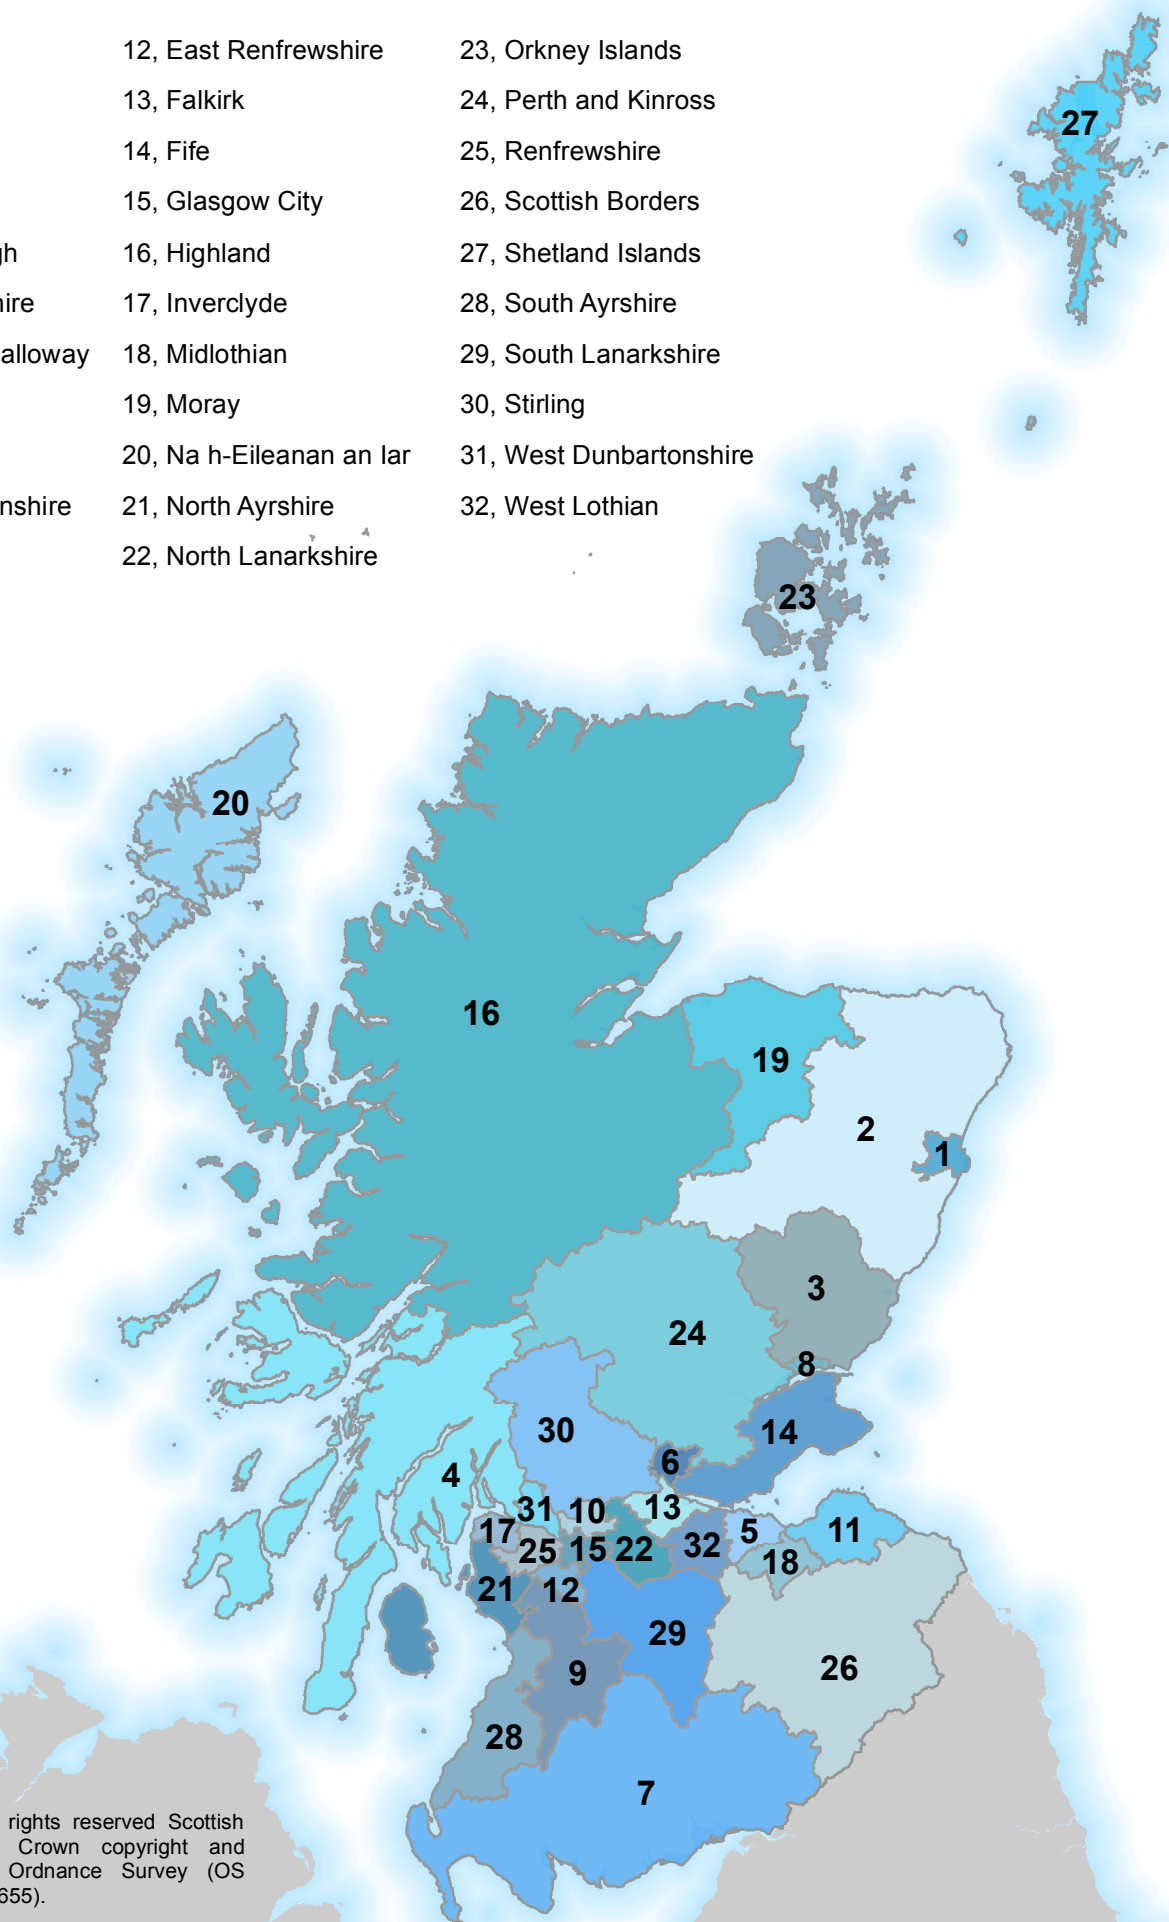 gh
ire
alloway
nshire
12, East Renfrewshire
13, Falkirk
14, Fife
15, Glasgow City
16, Highland
17, Inverclyde
18, Midlothian
19, Moray
20, Na h-Eileanan an Iar
21, North Ayrshire
22, North Lanarkshire
23, Orkney Islands
24, Perth and Kinross
25, Renfrewshire
26, Scottish Borders
27, Shetland Islands
28, South Ayrshire
29, South Lanarkshire
30, Stirling
31, West Dunbartonshire
32, West Lothian
27
23
20
16
19
2
1
3
24
8
14
30
6
4
31
10
13
17
25
15
22
32
5
11
18
21
12
29
9
26
28
7
rights reserved Scottish
Crown copyright and
Ordnance Survey (OS
655).